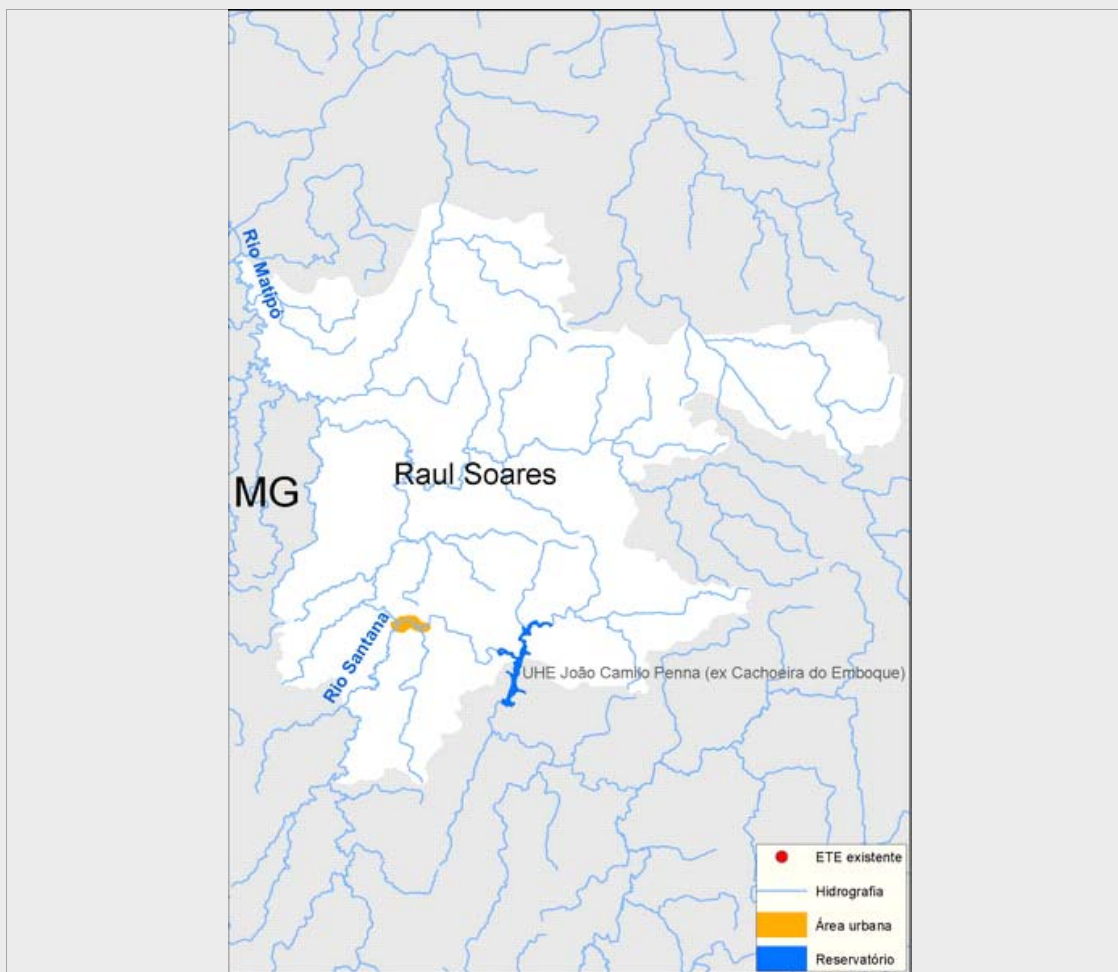 Rio Matipó
Raul Soares
MG
Rio Santana
UHE João Camilo Penna (ex Cachoeira do Emboque)
ETE existente
Hidrografia
Área urbana
Reservatório